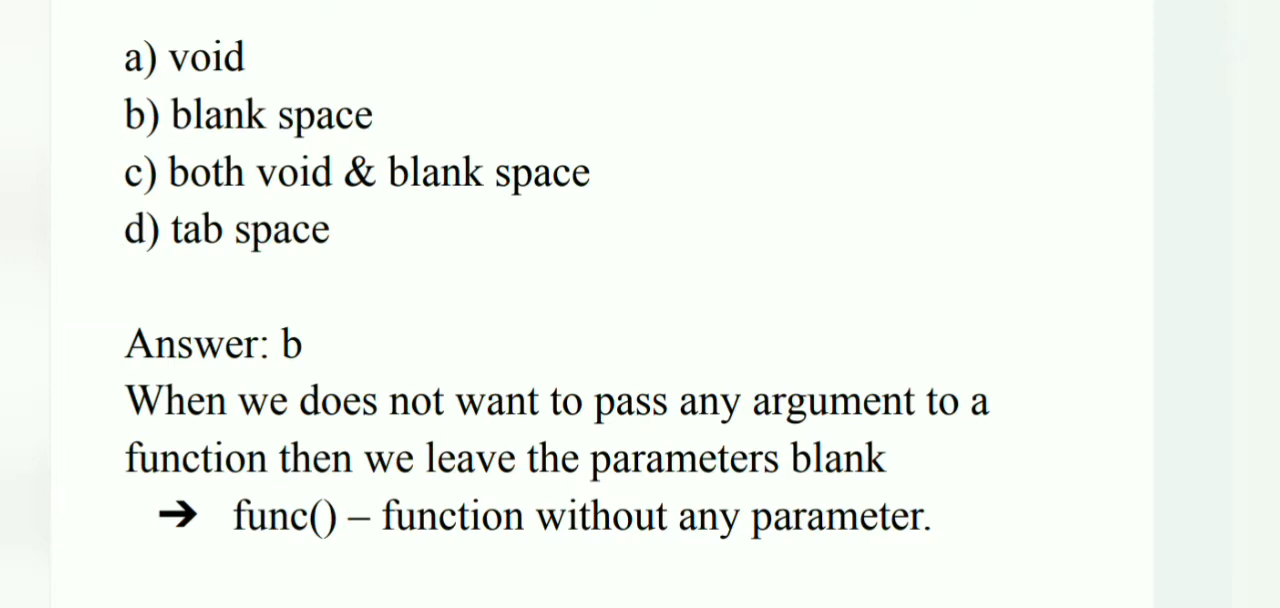 a) void
b) blank space
c) both void & blank space
d) tab space
Answer: b
When we does not want to pass any argument to a
function then we leave the parameters blank
➔ func() – function without any parameter.